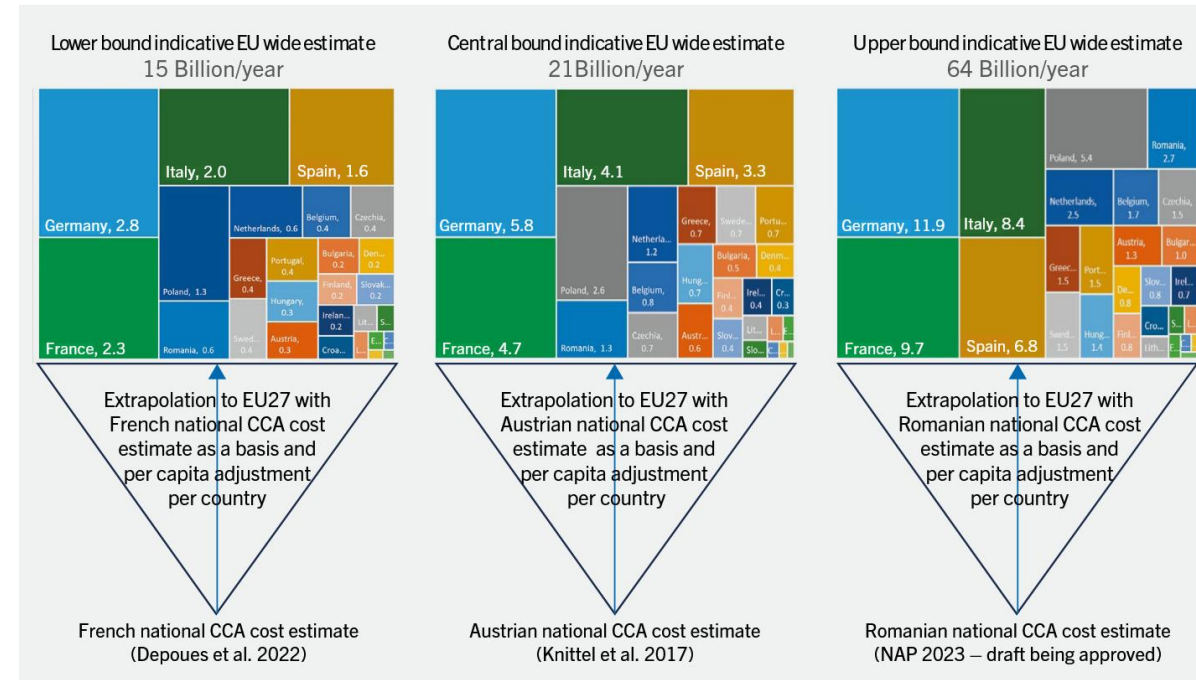 Lower bound indicative EU wide estimate
15 Billion/year
Germany, 2.8
France, 2.3
Italy, 2.0
Spain, 1.6
Poland, 1.3
Romania, 0.6
Netherlands, 0.6
Belgium, 0.4
Czechia, 0.4
Greece, 0.4
Swed... 0.4
Portugal, 0.4
Hungary, 0.3
Austria, 0.3
Bulgaria, 0.2
Den... 0.2
Finland, 0.2
Slovak... 0.2
Irelan... 0.2
Croa...
Lit...
S...
L...
E...
Extrapolation to EU27 with
French national CCA cost
estimate as a basis and
per capita adjustment
per country
French national CCA cost estimate
(Depoues et al. 2022)
Central bound indicative EU wide estimate
21Billion/year
Germany, 5.8
France, 4.7
Italy, 4.1
Spain, 3.3
Poland, 2.6
Romania, 1.3
Netherla... 1.2
Belgium, 0.8
Czechia, 0.7
Greece, 0.7
Swede... 0.7
Portu... 0.7
Hung... 0.7
Austr... 0.6
Bulgaria, 0.5
Denm... 0.4
Finl... 0.4
Irel... 0.4
Cr... 0.3
Slov... 0.4
Lit...
Slo...
L...
E...
C...
Extrapolation to EU27 with
Austrian national CCA cost
estimate as a basis and
per capita adjustment
per country
Austrian national CCA cost estimate
(Knittel et al. 2017)
Upper bound indicative EU wide estimate
64 Billion/year
Germany, 11.9
France, 9.7
Italy, 8.4
Spain, 6.8
Poland, 5.4
Romania, 2.7
Netherlands, 2.5
Belgium, 1.7
Czechia, 1.5
Greec... 1.5
Swed... 1.5
Port... 1.5
Hung... 1.4
Austria, 1.3
Bulgar... 1.0
De... 0.8
Finl... 0.8
Slov... 0.8
Irel... 0.7
Cro...
Lith...
S...
L...
E...
C...
Extrapolation to EU27 with
Romanian national CCA cost
estimate as a basis and
per capita adjustment
per country
Romanian national CCA cost estimate
(NAP 2023 – draft being approved)